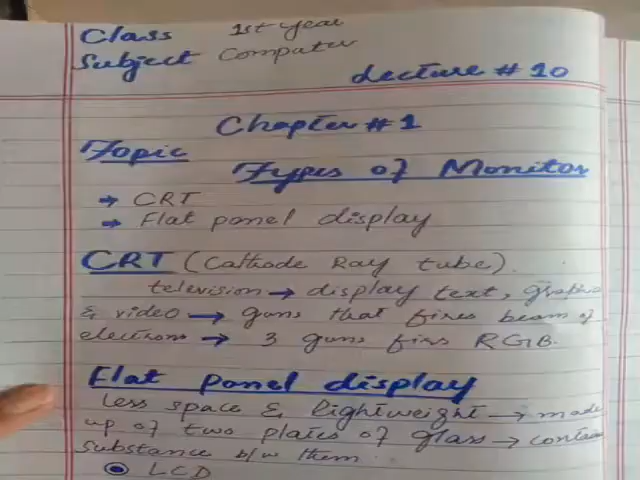 Class 1st year
Subject Computer
Lecture # 10
Chapter # 1
Topic
Types of Monitor
→ CRT
→ Flat panel display
CRT (Cathode Ray tube).
television → display text, graphic
& video → guns that fires beam of
electrons → 3 guns fires RGB.
Flat panel display
less space & lightweight → made
up of two plates of glass → contain
substance b/w them.
LCD